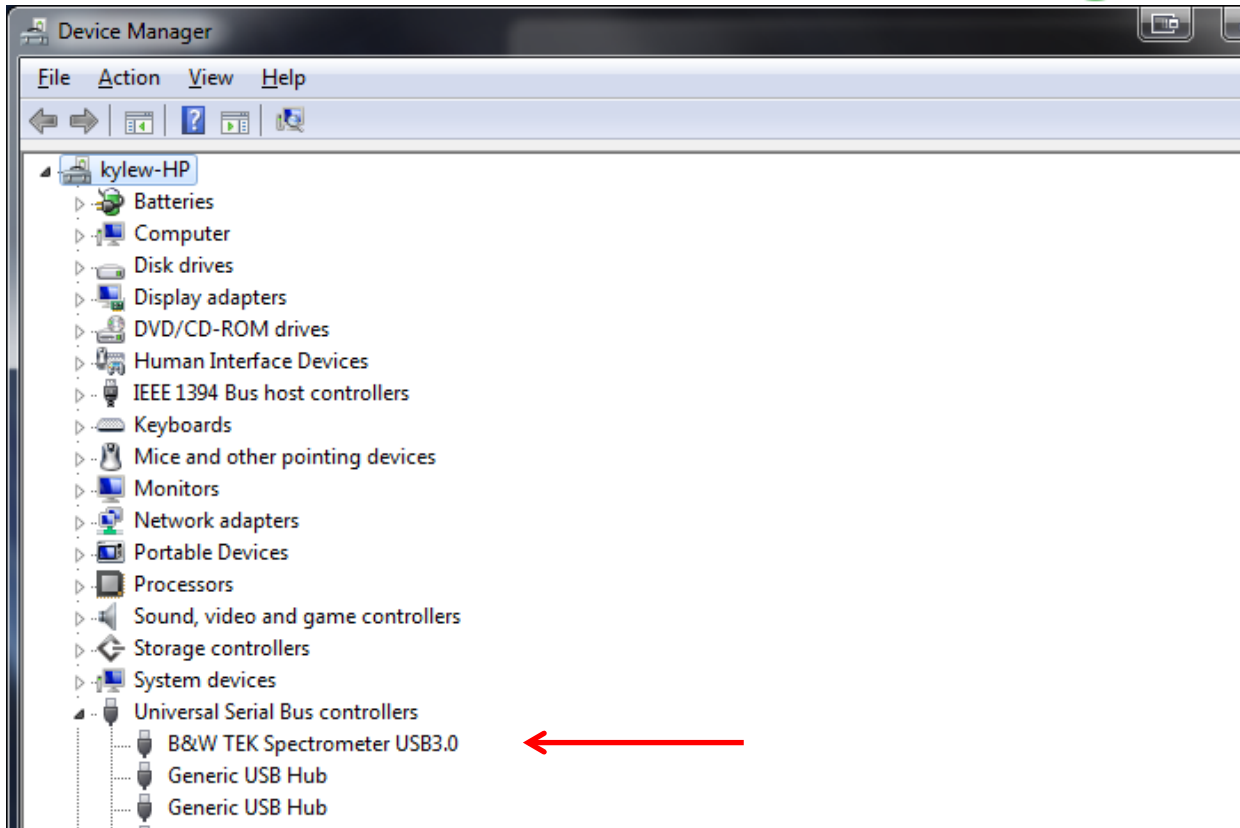 Device Manager
File Action View Help
kylew-HP
Batteries
Computer
Disk drives
Display adapters
DVD/CD-ROM drives
Human Interface Devices
IEEE 1394 Bus host controllers
Keyboards
Mice and other pointing devices
Monitors
Network adapters
Portable Devices
Processors
Sound, video and game controllers
Storage controllers
System devices
Universal Serial Bus controllers
B&W TEK Spectrometer USB3.0
Generic USB Hub
Generic USB Hub